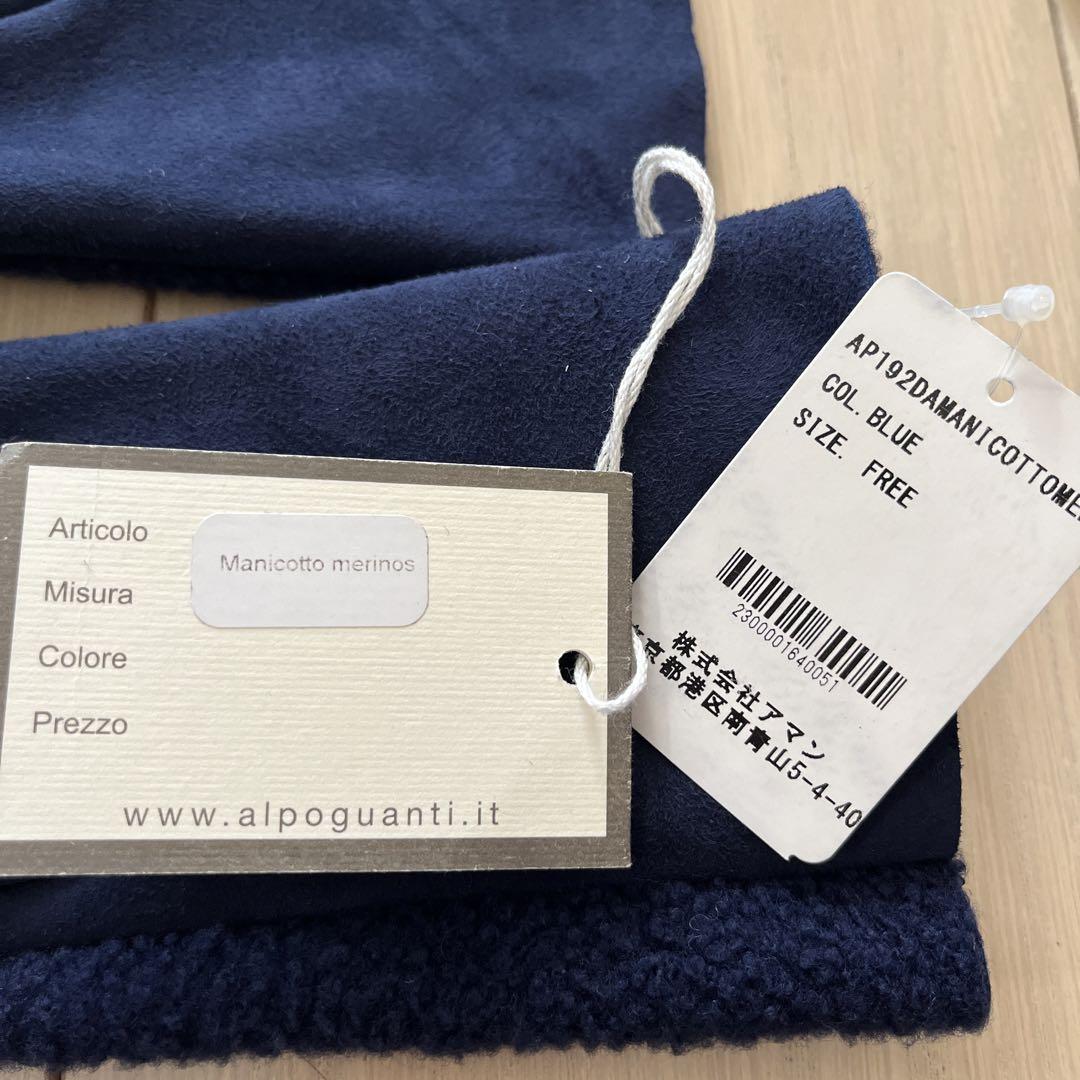 Articolo
Manicotto merinos
Misura
Colore
Prezzo
www.alpoguanti.it
AP192DAMANICOTTOME
COL. BLUE
SIZE. FREE
2300001640051
株式会社アマン
京都港区南青山5-4-40